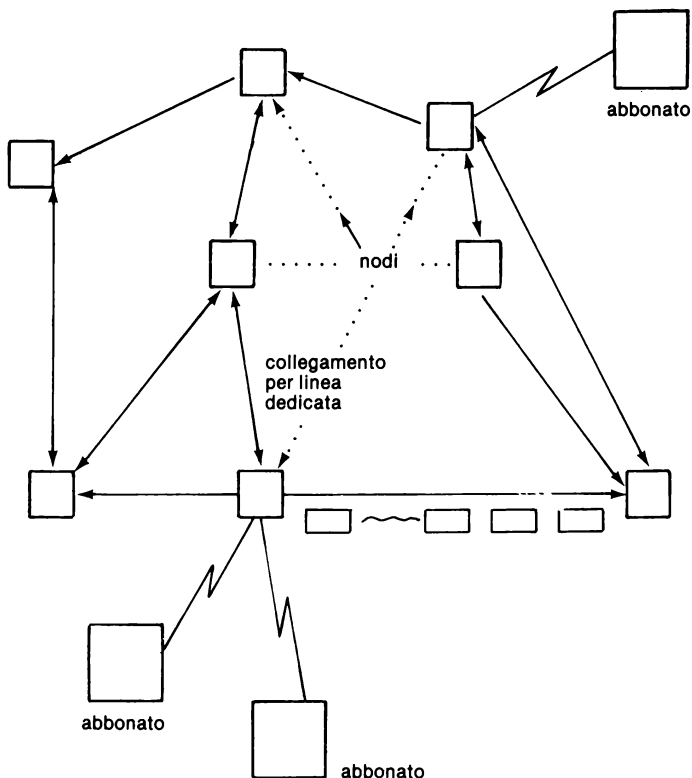 abbonato
nodi
collegamento
per linea
dedicata
abbonato
abbonato